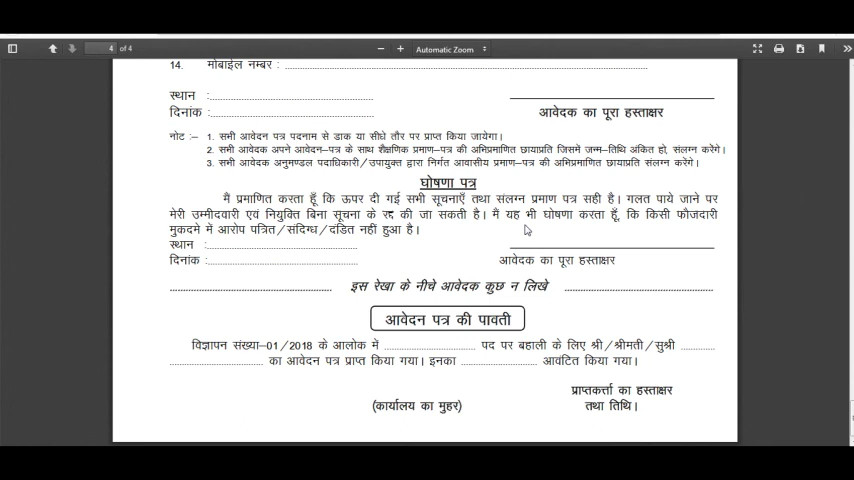 4 of 4 Automatic Zoom
14. मोबाईल नम्बर : ........................................
स्थान :........................................
दिनांक :........................................ आवेदक का पूरा हस्ताक्षर
नोट :– 1. सभी आवेदन पत्र पदनाम से डाक या सीधे तौर पर प्राप्त किया जायेगा।
2. सभी आवेदक अपने आवेदन–पत्र के साथ शैक्षणिक प्रमाण–पत्र की अभिप्रमाणित छायाप्रति जिसमें जन्म–तिथि अंकित हो, संलग्न करेंगे।
3. सभी आवेदक अनुमण्डल पदाधिकारी/उपायुक्त द्वारा निर्गत आवासीय प्रमाण–पत्र की अभिप्रमाणित छायाप्रति संलग्न करेंगे।
घोषणा पत्र
मैं प्रमाणित करता हूँ कि ऊपर दी गई सभी सूचनाएँ तथा संलग्न प्रमाण पत्र सही है। गलत पाये जाने पर
मेरी उम्मीदवारी एवं नियुक्ति बिना सूचना के रद्द की जा सकती है। मैं यह भी घोषणा करता हूँ, कि किसी फौजदारी
मुकदमे में आरोप पत्रित/संदिग्ध/दंडित नहीं हुआ है।
स्थान :........................................
दिनांक :........................................ आवेदक का पूरा हस्ताक्षर
........................................ इस रेखा के नीचे आवेदक कुछ न लिखे ........................................
आवेदन पत्र की पावती
विज्ञापन संख्या–01/2018 के आलोक में ........................ पद पर बहाली के लिए श्री/श्रीमती/सुश्री ..........
........................ का आवेदन पत्र प्राप्त किया गया। इनका .................... आवंटित किया गया।
प्राप्तकर्त्ता का हस्ताक्षर
(कार्यालय का मुहर) तथा तिथि।